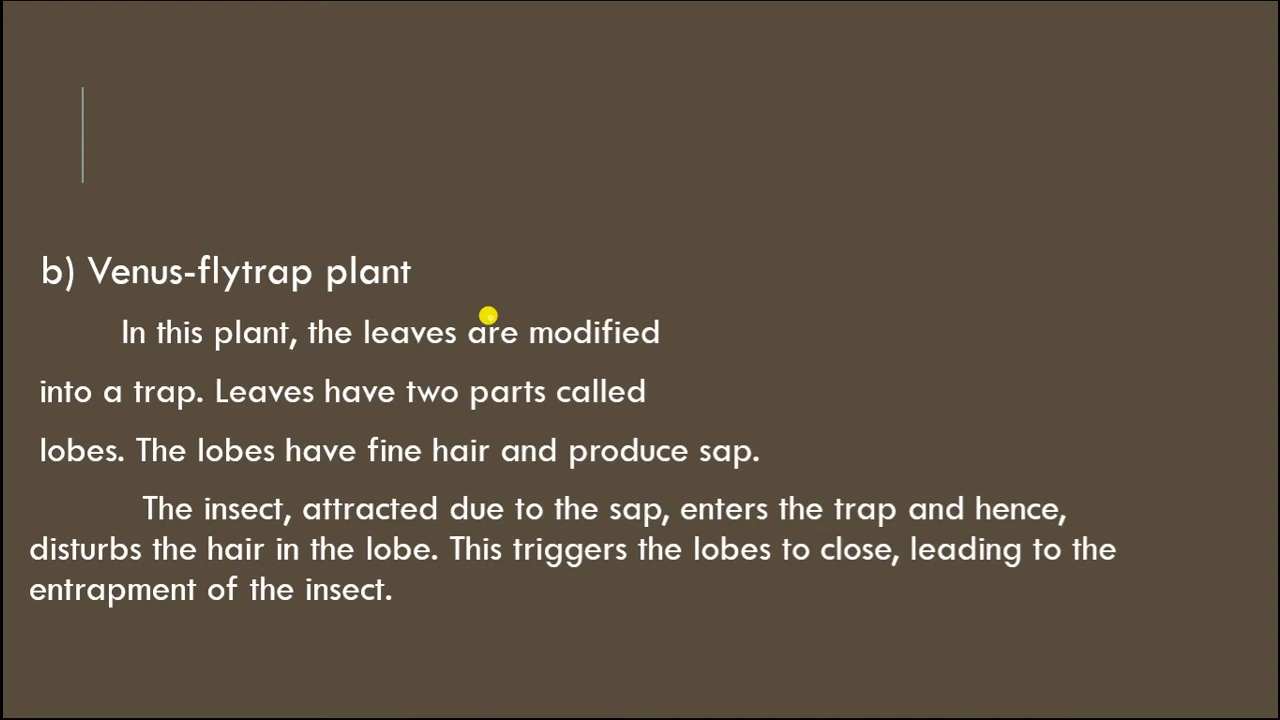 b) Venus-flytrap plant
In this plant, the leaves are modified
into a trap. Leaves have two parts called
lobes. The lobes have fine hair and produce sap.
The insect, attracted due to the sap, enters the trap and hence,
disturbs the hair in the lobe. This triggers the lobes to close, leading to the
entrapment of the insect.